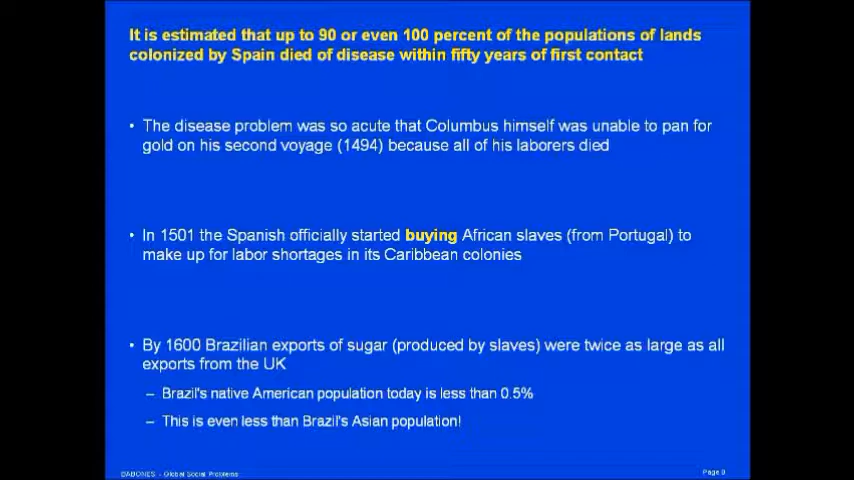 It is estimated that up to 90 or even 100 percent of the populations of lands
colonized by Spain died of disease within fifty years of first contact
• The disease problem was so acute that Columbus himself was unable to pan for
gold on his second voyage (1494) because all of his laborers died
• In 1501 the Spanish officially started buying African slaves (from Portugal) to
make up for labor shortages in its Caribbean colonies
• By 1600 Brazilian exports of sugar (produced by slaves) were twice as large as all
exports from the UK
– Brazil's native American population today is less than 0.5%
– This is even less than Brazil's Asian population!
- Global Social Problems
Page